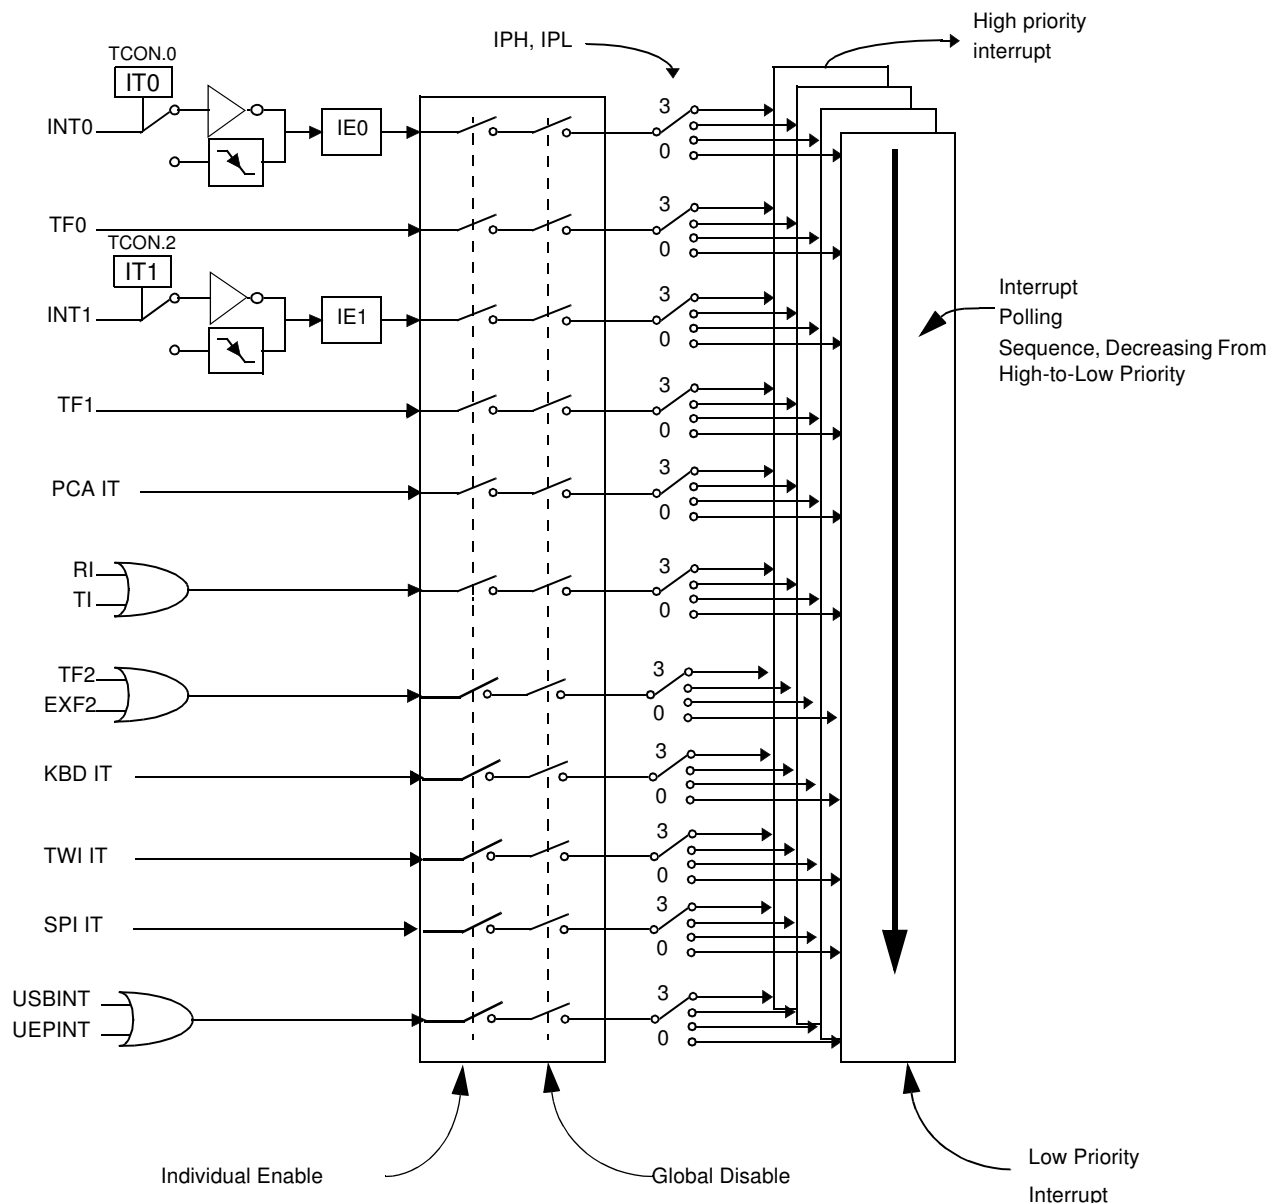 High priority
interrupt
IPH, IPL
TCON.0
IT0
INT0
IE0
3
0
TF0
3
0
TCON.2
IT1
INT1
IE1
3
0
Interrupt
Polling
Sequence, Decreasing From
High-to-Low Priority
TF1
3
0
PCA IT
3
0
RI
TI
3
0
TF2
EXF2
3
0
KBD IT
3
0
TWI IT
3
0
SPI IT
3
0
USBINT
UEPINT
3
0
Individual Enable
Global Disable
Low Priority
Interrupt